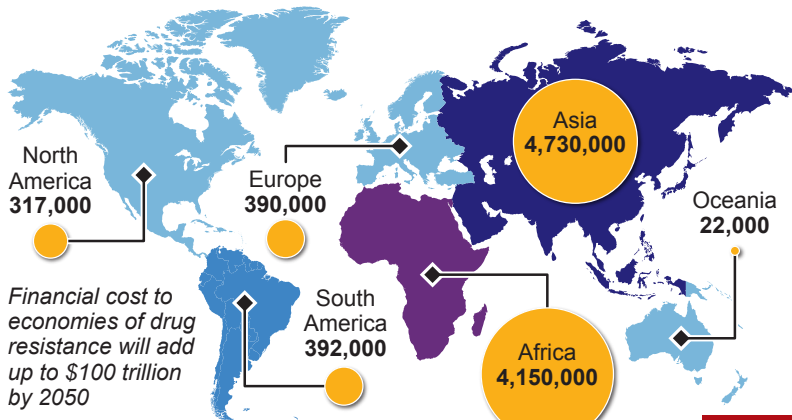 North
America
317,000
Europe
390,000
Asia
4,730,000
Oceania
22,000
Financial cost to
economies of drug
resistance will add
up to $100 trillion
by 2050
South
America
392,000
Africa
4,150,000